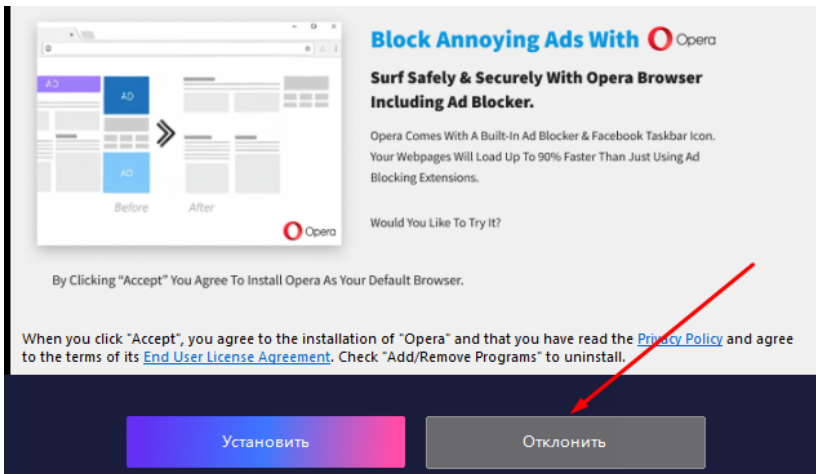 Block Annoying Ads With Opera
Surf Safely & Securely With Opera Browser
Including Ad Blocker.
Opera Comes With A Built-In Ad Blocker & Facebook Taskbar Icon.
Your Webpages Will Load Up To 90% Faster Than Just Using Ad
Blocking Extensions.
Would You Like To Try It?
AD
AD
AD
Before After
Opera
By Clicking "Accept" You Agree To Install Opera As Your Default Browser.
When you click "Accept", you agree to the installation of "Opera" and that you have read the Privacy Policy and agree
to the terms of its End User License Agreement. Check "Add/Remove Programs" to uninstall.
Установить
Отклонить